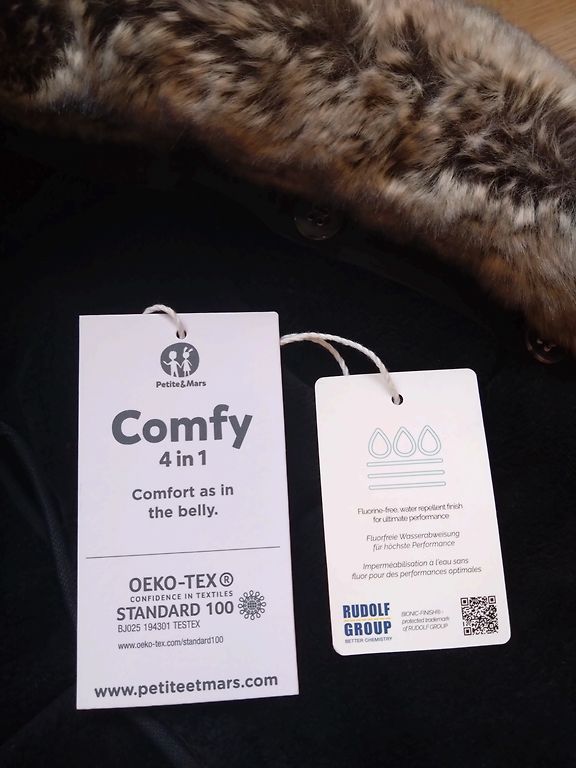 Petite&Mars
Comfy
4 in 1
Comfort as in
the belly.
OEKO-TEX®
CONFIDENCE IN TEXTILES
STANDARD 100
BJ025 194301 TESTEX
www.oeko-tex.com/standard100
www.petiteetmars.com
Fluorine-free, water repellent finish
for ultimate performance
Fluorfreie Wasserabweisung
für höchste Performance
Imperméabilisation a l'eau sans
fluor pour des performances optimales
RUDOLF
GROUP
BETTER CHEMISTRY
BIONIC-FINISH® -
protected trademark
of RUDOLF GROUP